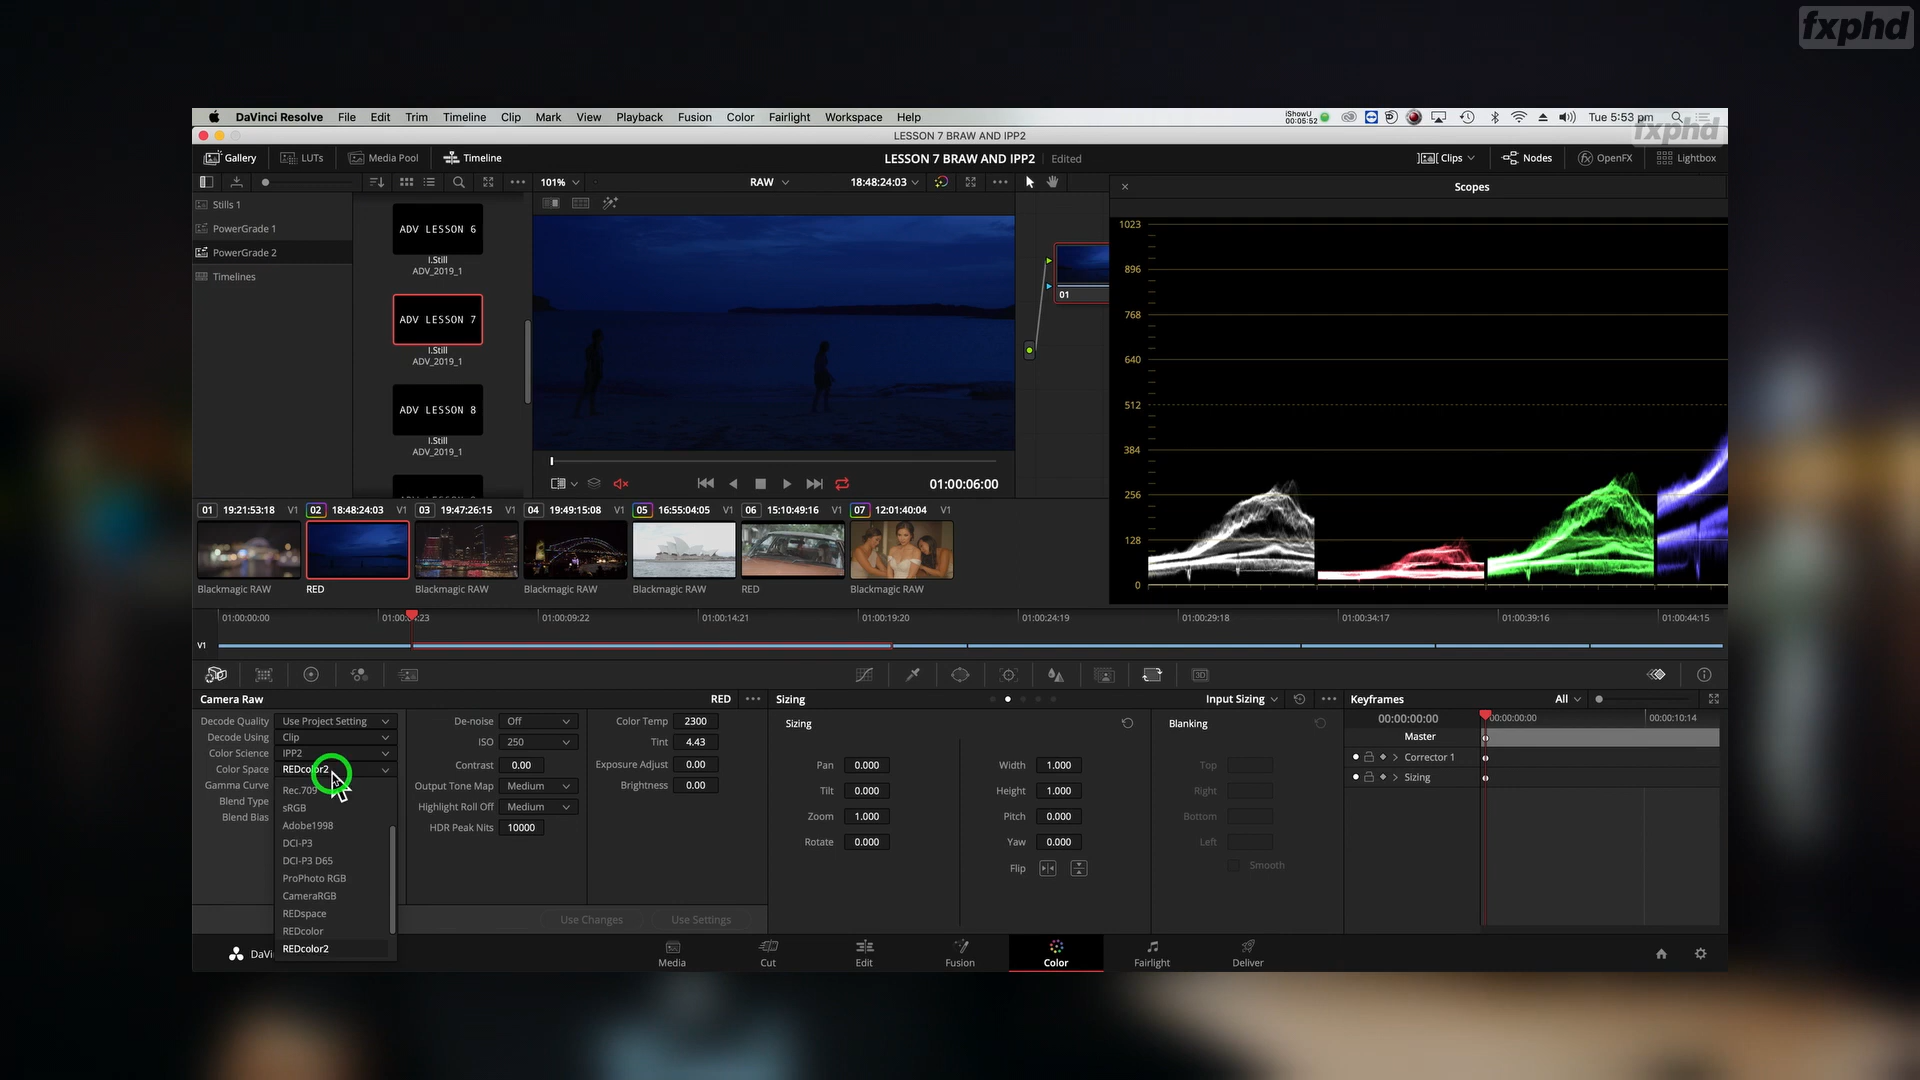 fxphd
DaVinci Resolve File Edit Trim Timeline Clip Mark View Playback Fusion Color Fairlight Workspace Help
iShowU
00:05:52
Tue 5:53 pm
LESSON 7 BRAW AND IPP2
fxphd
Gallery LUTs Media Pool Timeline
LESSON 7 BRAW AND IPP2 Edited
Clips Nodes OpenFX Lightbox
101% RAW 18:48:24:03
Scopes
Stills 1
PowerGrade 1
PowerGrade 2
Timelines
ADV LESSON 6
I.Still
ADV_2019_1
ADV LESSON 7
I.Still
ADV_2019_1
ADV LESSON 8
I.Still
ADV_2019_1
01
1023
896
768
640
512
384
256
128
0
01:00:06:00
01 19:21:53:18 V1 02 18:48:24:03 V1 03 19:47:26:15 V1 04 19:49:15:08 V1 05 16:55:04:05 V1 06 15:10:49:16 V1 07 12:01:40:04 V1
Blackmagic RAW RED Blackmagic RAW Blackmagic RAW Blackmagic RAW RED Blackmagic RAW
01:00:00:00 01:00:04:23 01:00:09:22 01:00:14:21 01:00:19:20 01:00:24:19 01:00:29:18 01:00:34:17 01:00:39:16 01:00:44:15
V1
3D
Camera Raw RED
Decode Quality Use Project Setting
Decode Using Clip
Color Science IPP2
Color Space REDcolor2
Gamma Curve
Blend Type
Blend Bias
Rec.709
sRGB
Adobe1998
DCI-P3
DCI-P3 D65
ProPhoto RGB
CameraRGB
REDspace
REDcolor
REDcolor2
De-noise Off
ISO 250
Contrast 0.00
Output Tone Map Medium
Highlight Roll Off Medium
HDR Peak Nits 10000
Color Temp 2300
Tint 4.43
Exposure Adjust 0.00
Brightness 0.00
Use Changes Use Settings
Sizing Input Sizing
Sizing
Pan 0.000
Tilt 0.000
Zoom 1.000
Rotate 0.000
Width 1.000
Height 1.000
Pitch 0.000
Yaw 0.000
Flip
Blanking
Top
Right
Bottom
Left
Smooth
Keyframes All
00:00:00:00 00:00:00:00 00:00:10:14
Master
Corrector 1
Sizing
DaVi
Media Cut Edit Fusion Color Fairlight Deliver